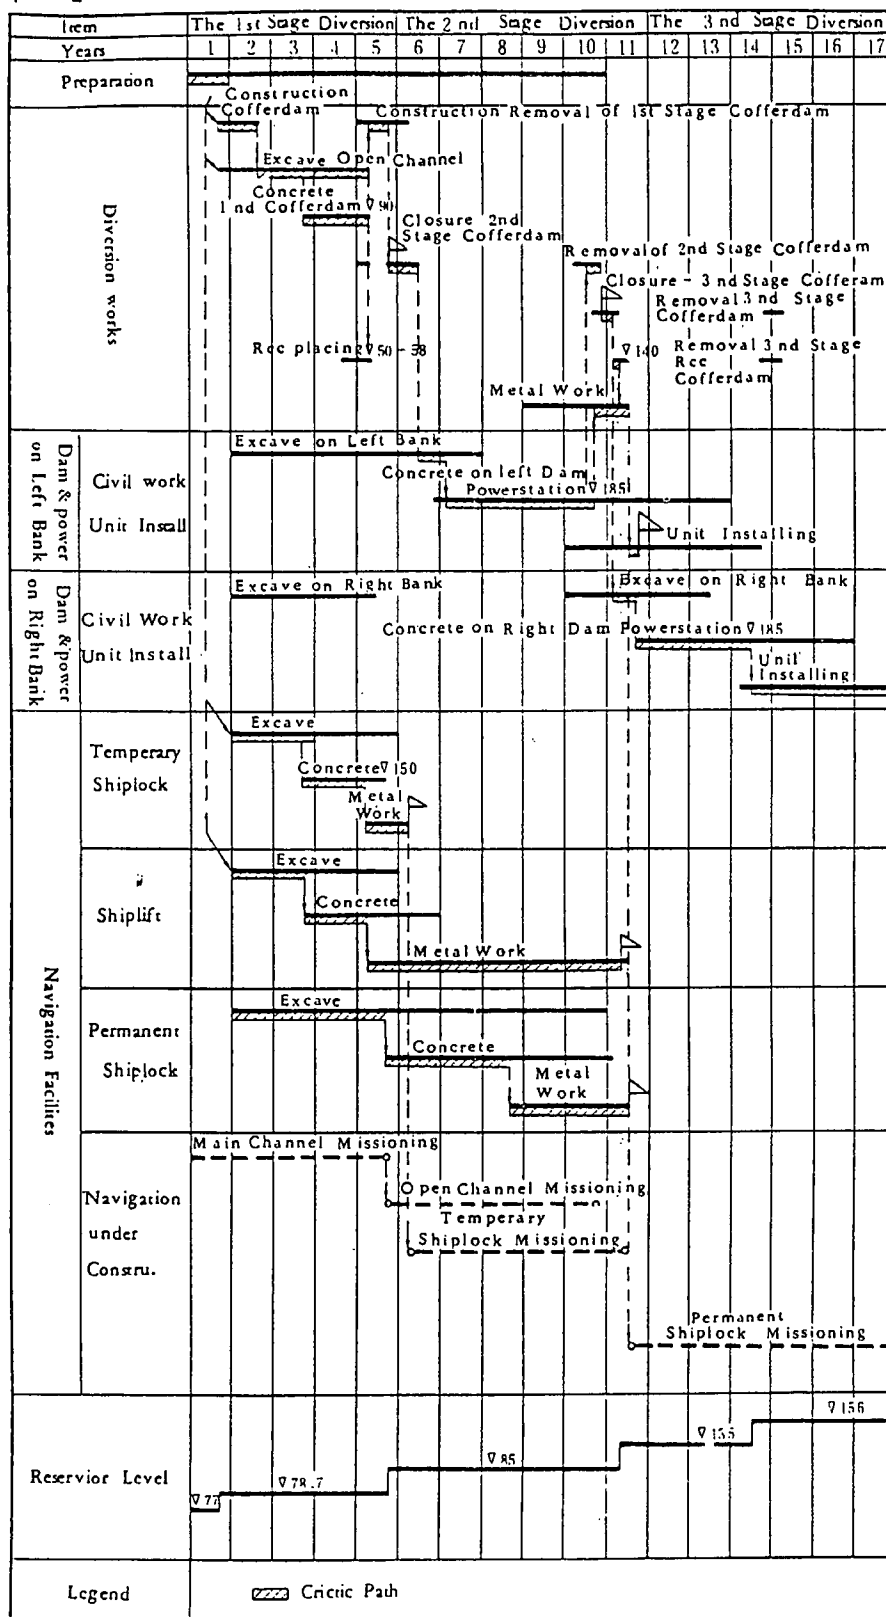 Item The 1st Stage Diversion The 2 nd Stage Diversion The 3 nd Stage Diversion
Years 1 2 3 4 5 6 7 8 9 10 11 12 13 14 15 16 17
Preparation
Diversion works
Construction
Cofferdam
Construction Removal of 1st Stage Cofferdam
Excave Open Channel
Concrete
1nd Cofferdam ∇90
Closure 2nd
Stage Cofferdam
Removal of 2nd Stage Cofferdam
Closure - 3nd Stage Cofferam
Removal 3nd Stage
Cofferdam
Rcc placing ∇50-58
∇140
Removal 3nd Stage
Rcc
Cofferdam
Metal Work
Dam & power
on Left Bank
Civil work
Unit Install
Excave on Left Bank
Concrete on left Dam
Powerstation ∇185
Unit Installing
Dam & power
on Right Bank
Civil Work
Unit Install
Excave on Right Bank
Excave on Right Bank
Concrete on Right Dam Powerstation ∇185
Unit
Installing
Navigation Facilites
Temperary
Shiplock
Excave
Concrete ∇150
Metal
Work
Shiplift
Excave
Concrete
Metal Work
Permanent
Shiplock
Excave
Concrete
Metal
Work
Navigation
under
Constru.
Main Channel Missioning
Open Channel Missioning
Temperary
Shiplock Missioning
Permanent
Shiplock Missioning
Reservior Level
∇77
∇78.7
∇85
∇135
∇156
Legend
Crictic Path